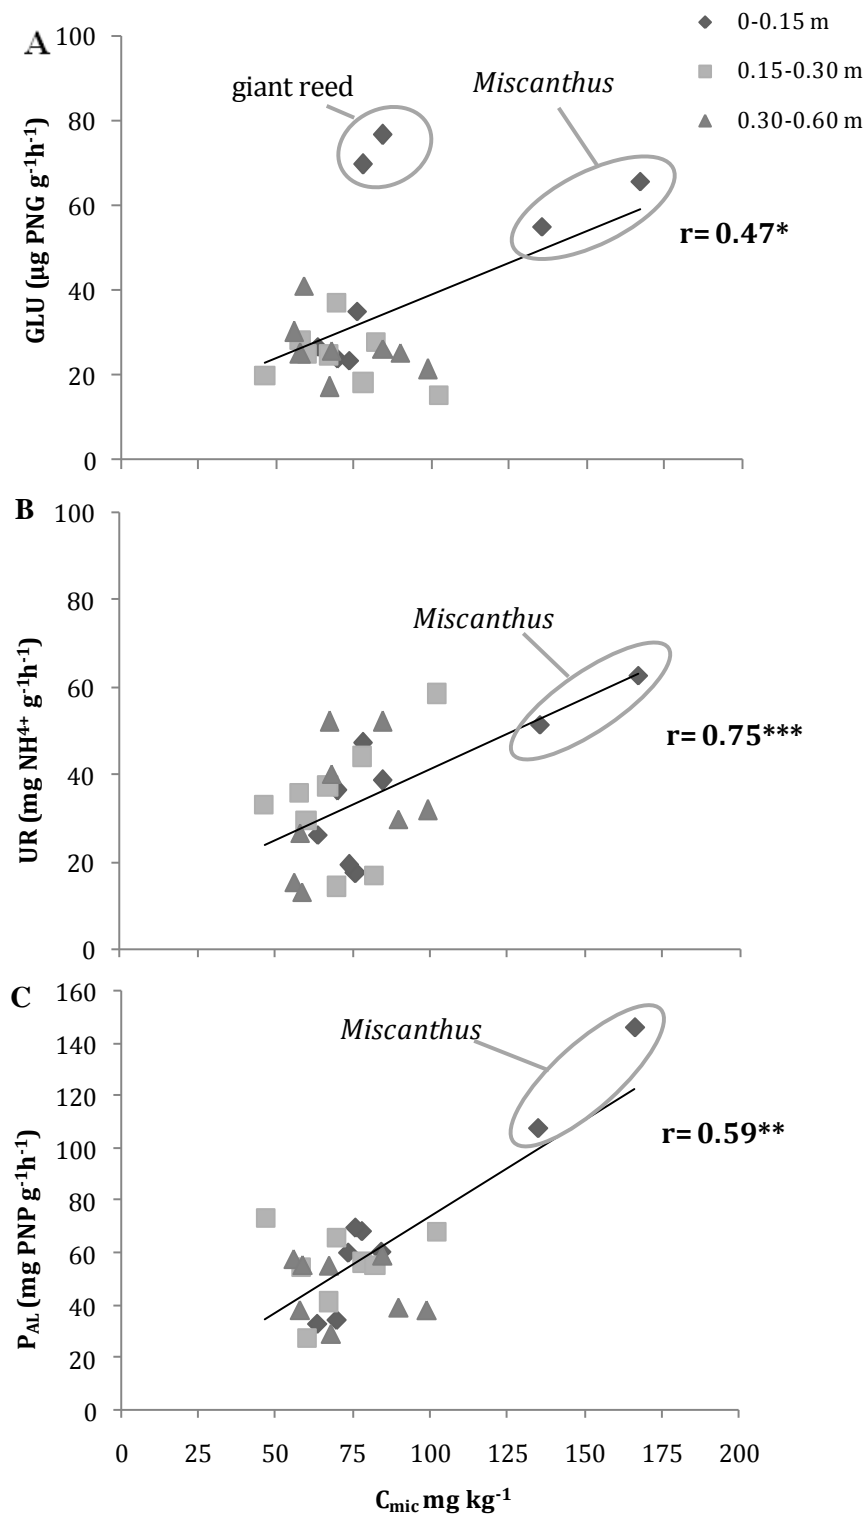 A
0-0.15 m
0.15-0.30 m
0.30-0.60 m
giant reed
Miscanthus
r= 0.47*
GLU (µg PNG g-1h-1)
100
80
60
40
20
0
B
Miscanthus
r= 0.75***
UR (mg NH4+ g-1h-1)
100
80
60
40
20
0
C
Miscanthus
r= 0.59**
PAL (mg PNP g-1h-1)
160
140
120
100
80
60
40
20
0
0 25 50 75 100 125 150 175 200
Cmic mg kg-1